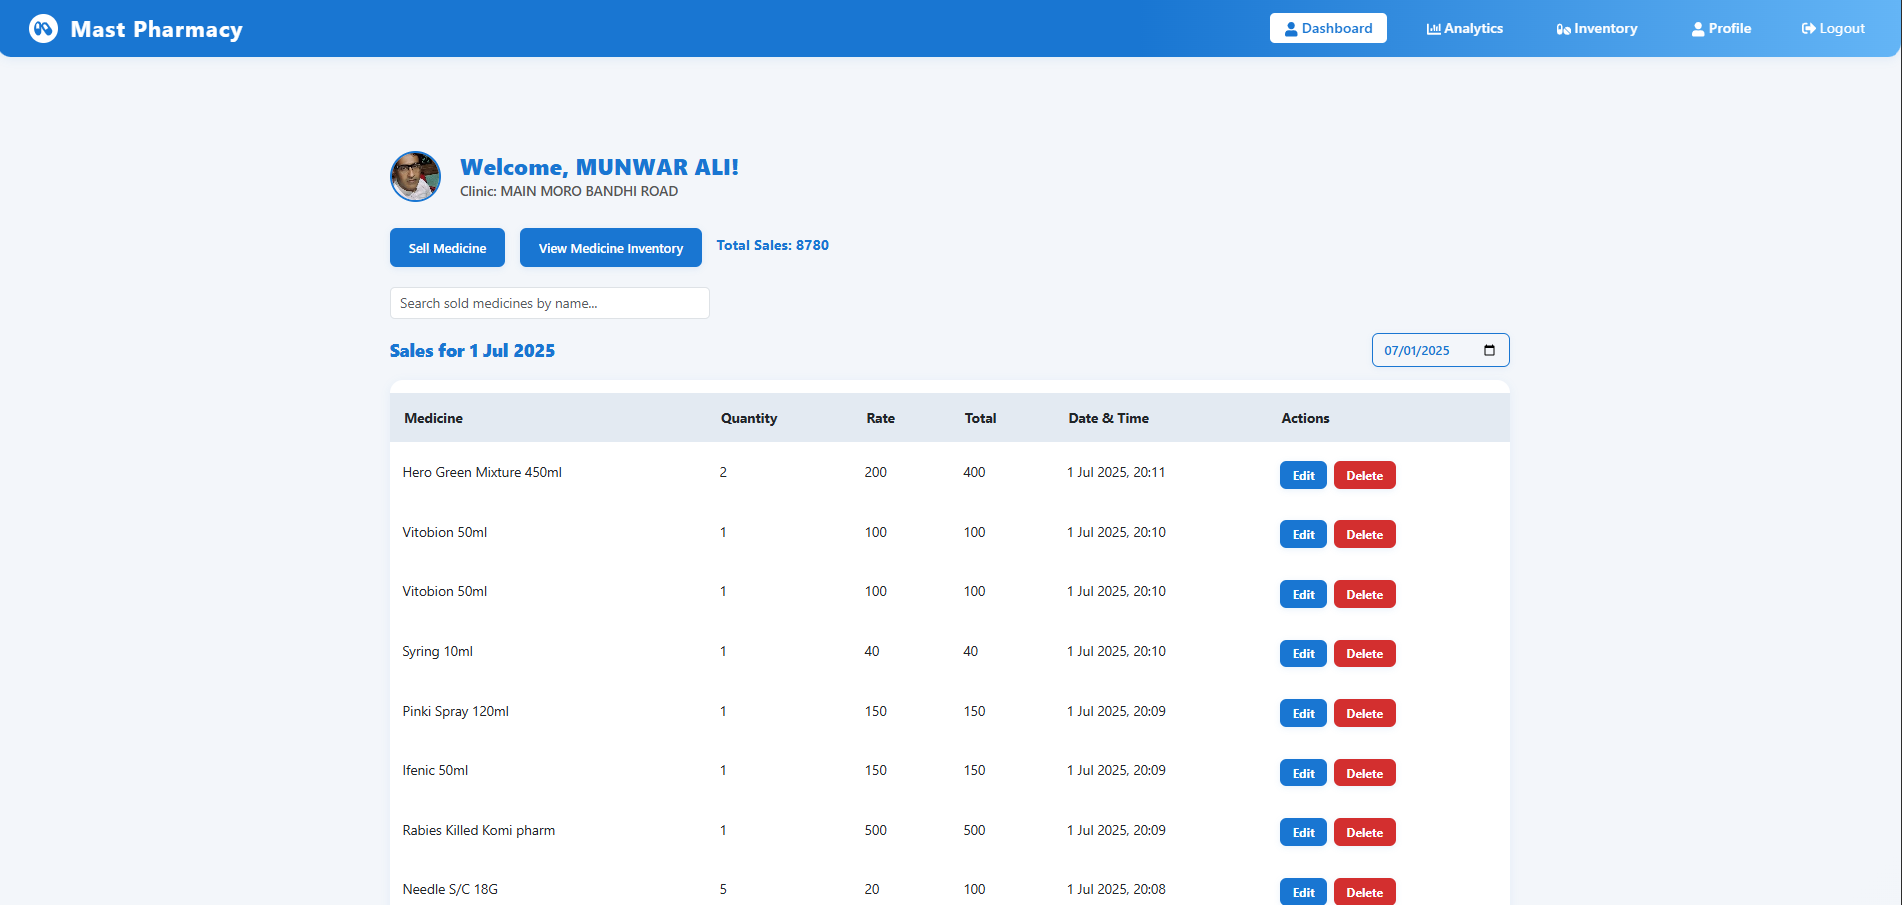 Mast Pharmacy
Dashboard Analytics Inventory Profile Logout
Welcome, MUNWAR ALI!
Clinic: MAIN MORO BANDHI ROAD
Sell Medicine View Medicine Inventory Total Sales: 8780
Search sold medicines by name...
Sales for 1 Jul 2025 07/01/2025
Medicine Quantity Rate Total Date & Time Actions
Hero Green Mixture 450ml 2 200 400 1 Jul 2025, 20:11 Edit Delete
Vitobion 50ml 1 100 100 1 Jul 2025, 20:10 Edit Delete
Vitobion 50ml 1 100 100 1 Jul 2025, 20:10 Edit Delete
Syring 10ml 1 40 40 1 Jul 2025, 20:10 Edit Delete
Pinki Spray 120ml 1 150 150 1 Jul 2025, 20:09 Edit Delete
Ifenic 50ml 1 150 150 1 Jul 2025, 20:09 Edit Delete
Rabies Killed Komi pharm 1 500 500 1 Jul 2025, 20:09 Edit Delete
Needle S/C 18G 5 20 100 1 Jul 2025, 20:08 Edit Delete